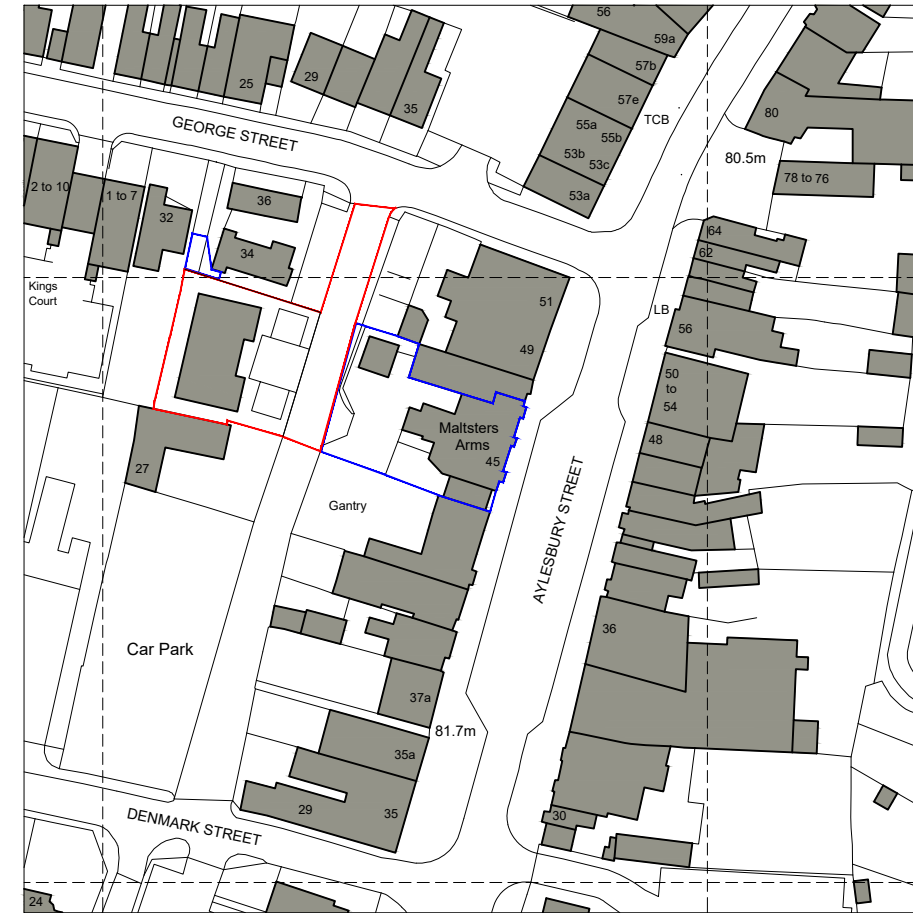 56
59a
57b
57e
55a
55b
53b
53c
53a
TCB
80
80.5m
78 to 76
25
29
35
GEORGE STREET
2 to 10
1 to 7
32
36
34
64
62
Kings
Court
51
49
LB
56
50
to
54
48
Maltsters
Arms
45
27
Gantry
AYLESBURY STREET
36
Car Park
37a
81.7m
35a
29
35
30
DENMARK STREET
24